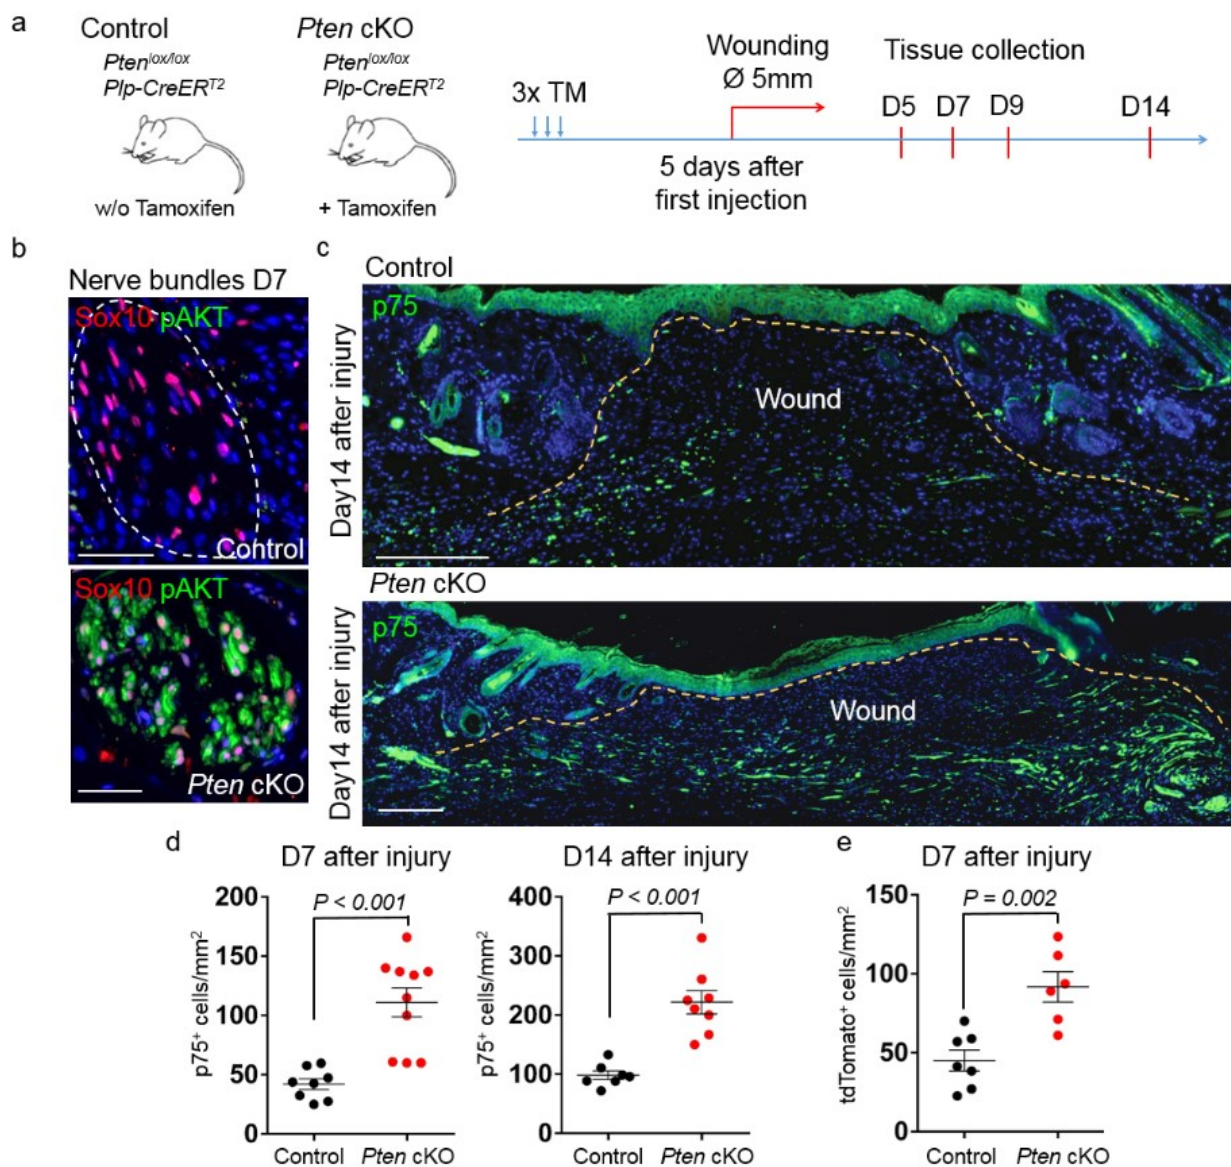 a
Control
Pten^lox/lox
Plp-CreER^T2
w/o Tamoxifen
Pten cKO
Pten^lox/lox
Plp-CreER^T2
+ Tamoxifen
3x TM
Wounding
Ø 5mm
5 days after
first injection
Tissue collection
D5 D7 D9 D14
b
Nerve bundles D7
Sox10 pAKT
Control
Sox10 pAKT
Pten cKO
c
Control
p75
Day14 after injury
Wound
Pten cKO
p75
Day14 after injury
Wound
d
D7 after injury
P < 0.001
p75⁺ cells/mm²
200
150
100
50
0
Control Pten cKO
D14 after injury
P < 0.001
p75⁺ cells/mm²
400
300
200
100
0
Control Pten cKO
e
D7 after injury
P = 0.002
tdTomato⁺ cells/mm²
150
100
50
0
Control Pten cKO